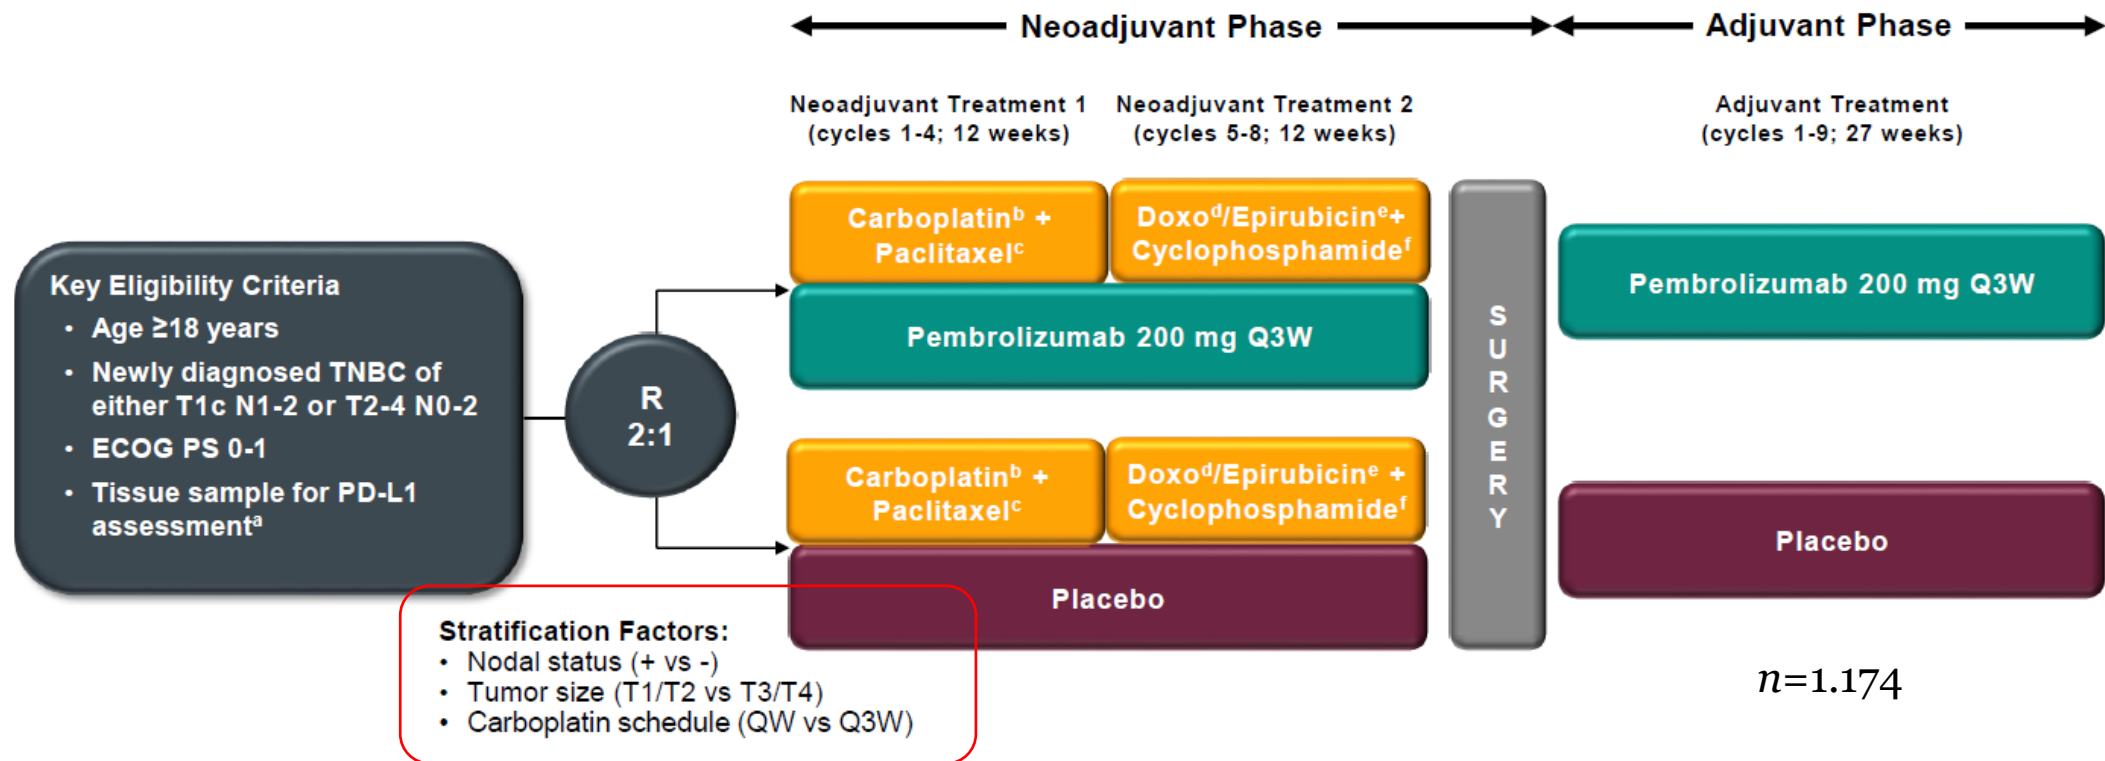 Neoadjuvant Phase
Adjuvant Phase
Neoadjuvant Treatment 1
(cycles 1-4; 12 weeks)
Neoadjuvant Treatment 2
(cycles 5-8; 12 weeks)
Adjuvant Treatment
(cycles 1-9; 27 weeks)
Key Eligibility Criteria
• Age ≥18 years
• Newly diagnosed TNBC of
either T1c N1-2 or T2-4 N0-2
• ECOG PS 0-1
• Tissue sample for PD-L1
assessmentᵃ
R
2:1
Carboplatinᵇ +
Paclitaxelᶜ
Doxoᵈ/Epirubicinᵉ+
Cyclophosphamideᶠ
Pembrolizumab 200 mg Q3W
Carboplatinᵇ +
Paclitaxelᶜ
Doxoᵈ/Epirubicinᵉ +
Cyclophosphamideᶠ
Placebo
SURGERY
Pembrolizumab 200 mg Q3W
Placebo
Stratification Factors:
• Nodal status (+ vs -)
• Tumor size (T1/T2 vs T3/T4)
• Carboplatin schedule (QW vs Q3W)
n=1.174